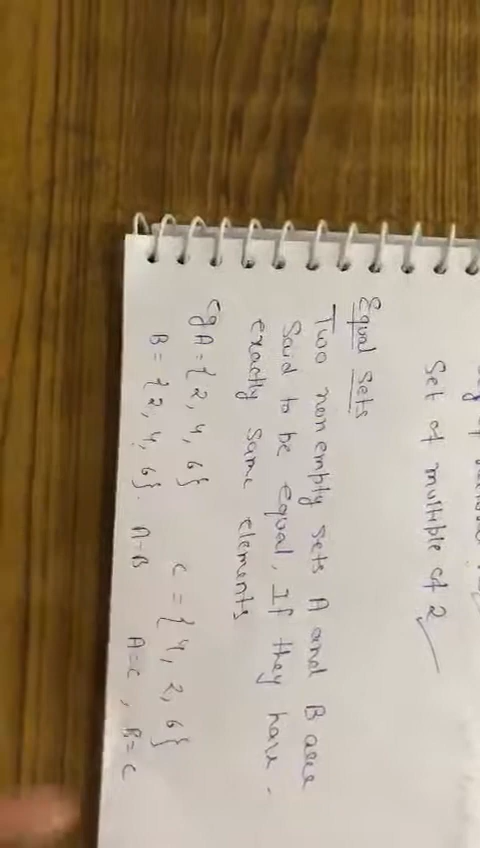 Set of multiple of 2 ✓
Equal Sets
Two non empty sets A and B are
Said to be equal, If they have
exactly same elements
eg A = {2, 4, 6} C = {4, 2, 6}
B = {2, 4, 6}. A=B A=C, B=C